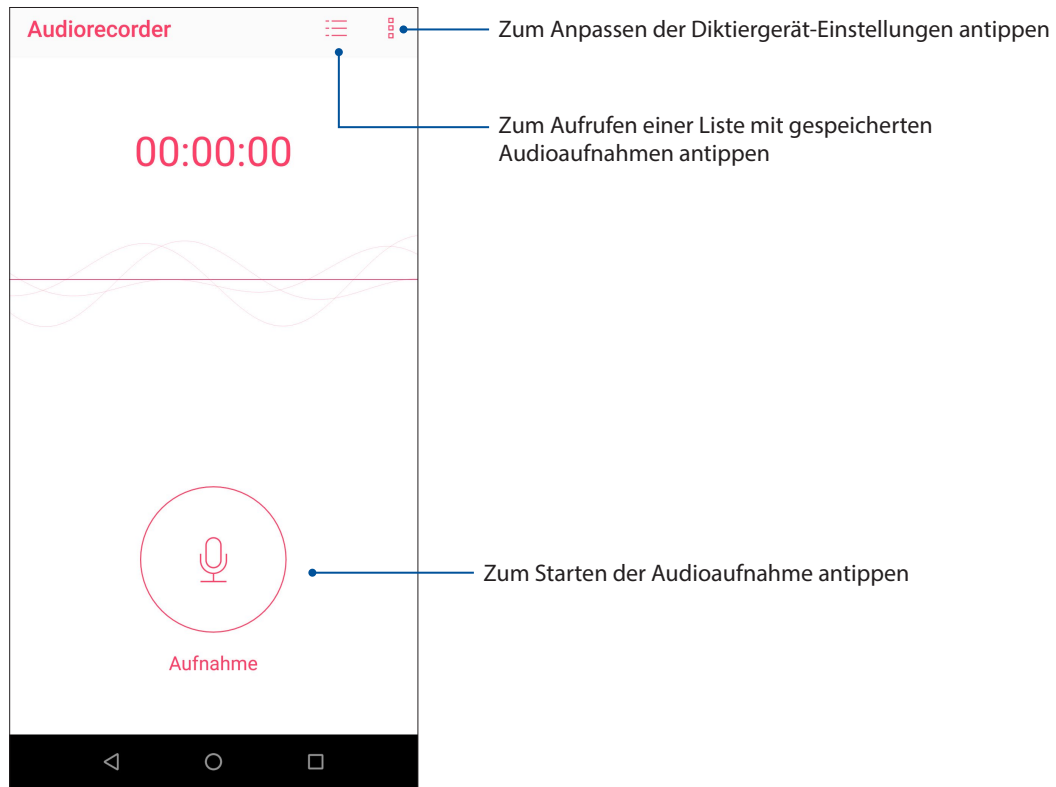 Audiorecorder
Zum Anpassen der Diktiergerät-Einstellungen antippen
Zum Aufrufen einer Liste mit gespeicherten
Audioaufnahmen antippen
00:00:00
Zum Starten der Audioaufnahme antippen
Aufnahme